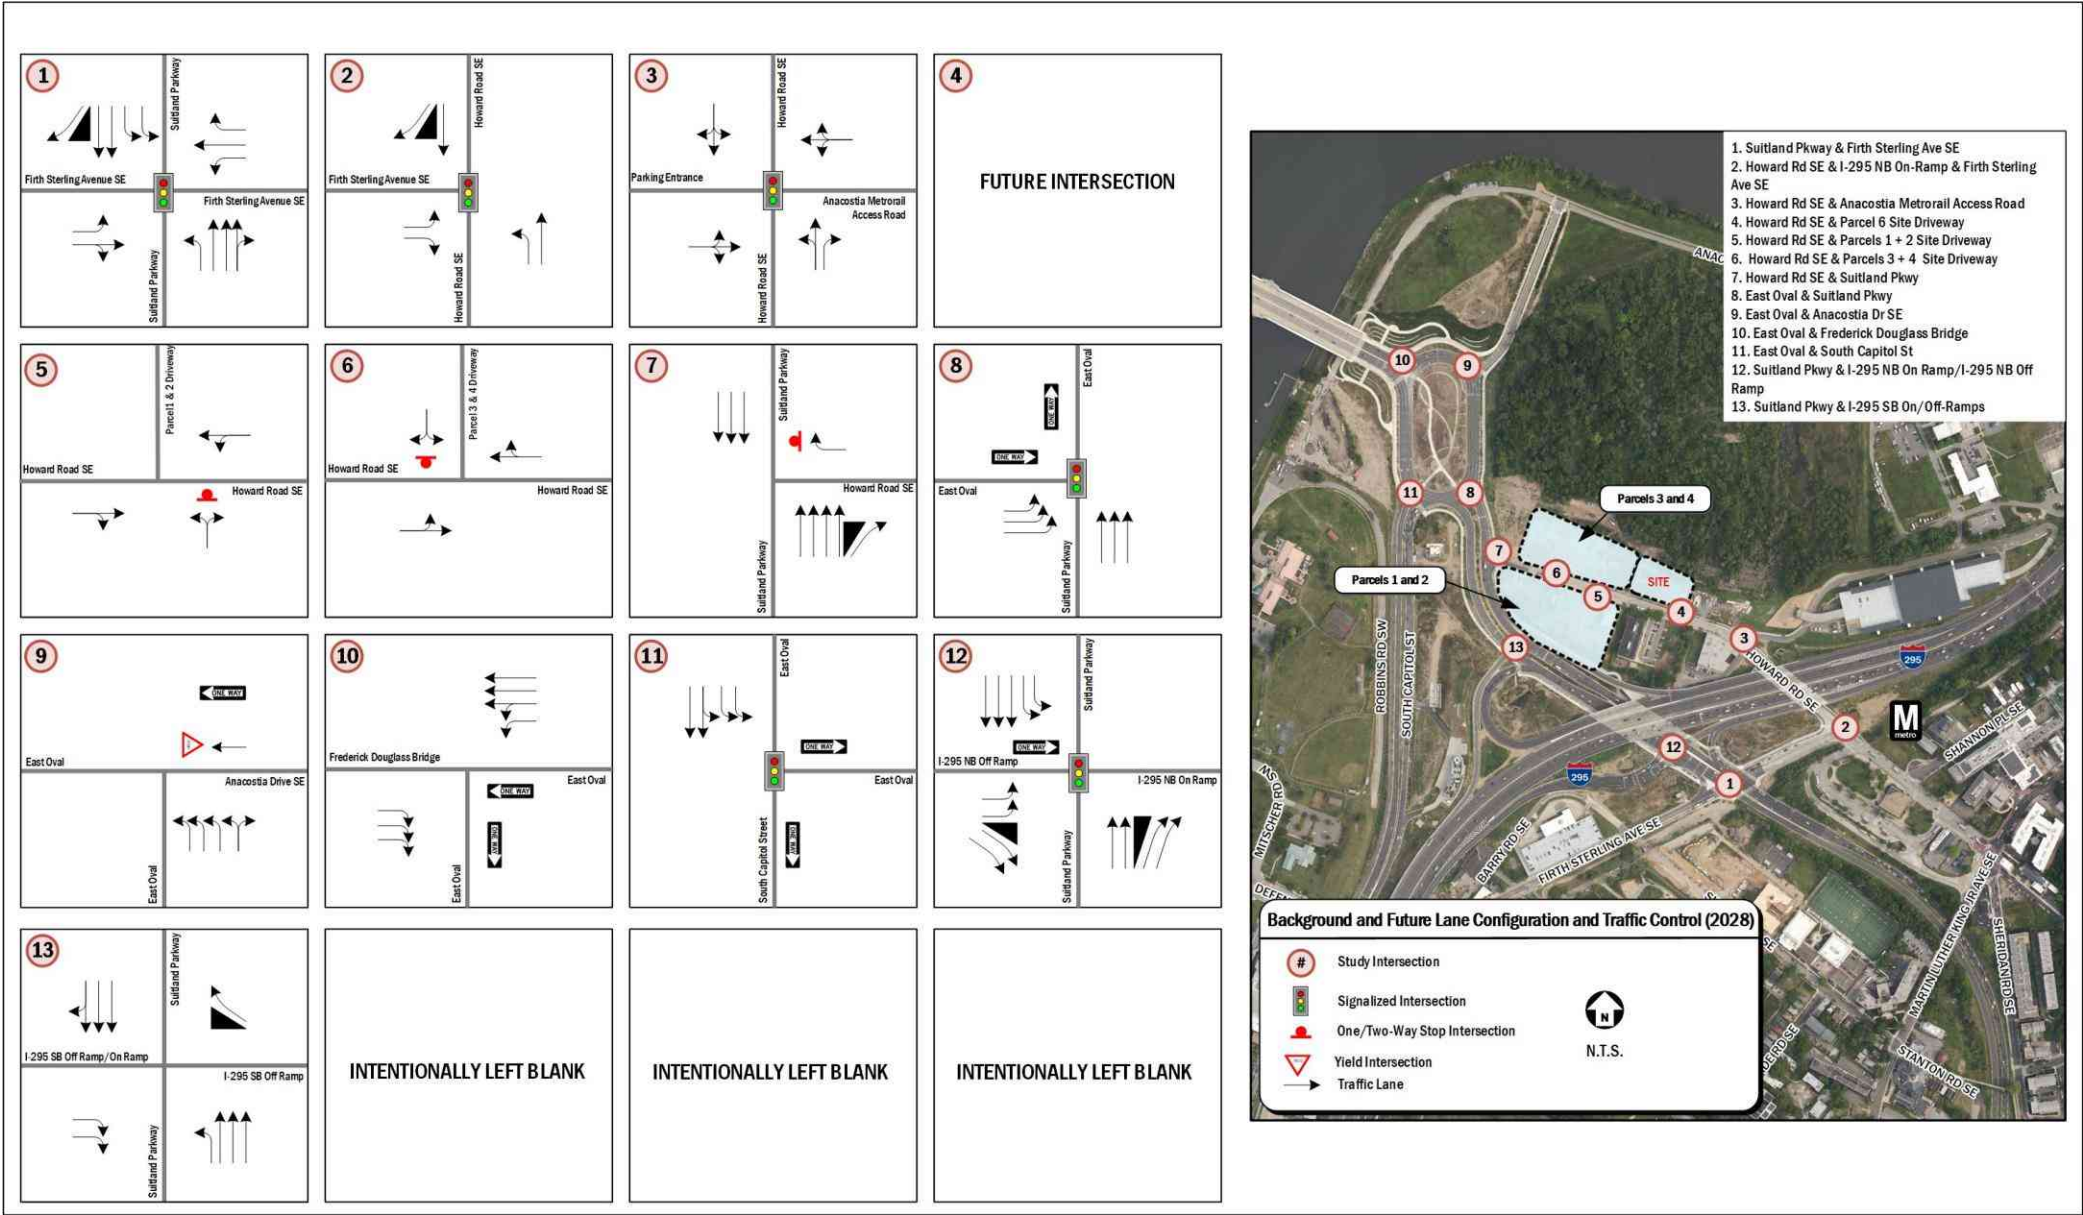 1
Suitland Parkway
Firth Sterling Avenue SE
Firth Sterling Avenue SE
Suitland Parkway
2
Howard Road SE
Firth Sterling Avenue SE
Howard Road SE
3
Howard Road SE
Parking Entrance
Anacostia Metrorail
Access Road
Howard Road SE
4
FUTURE INTERSECTION
5
Parcel1 & 2 Driveway
Howard Road SE
Howard Road SE
6
Parcel 3 & 4 Driveway
Howard Road SE
Howard Road SE
7
Suitland Parkway
Howard Road SE
Suitland Parkway
8
East Oval
ONE WAY
ONE WAY
East Oval
Suitland Parkway
9
ONE WAY
East Oval
Anacostia Drive SE
East Oval
10
Frederick Douglass Bridge
East Oval
ONE WAY
ONE WAY
East Oval
11
East Oval
ONE WAY
East Oval
South Capitol Street
ONE WAY
12
Suitland Parkway
ONE WAY
I-295 NB Off Ramp
I-295 NB On Ramp
Suitland Parkway
13
Suitland Parkway
I-295 SB Off Ramp/On Ramp
I-295 SB Off Ramp
Suitland Parkway
INTENTIONALLY LEFT BLANK
INTENTIONALLY LEFT BLANK
INTENTIONALLY LEFT BLANK
1. Suitland Pkway & Firth Sterling Ave SE
2. Howard Rd SE & I-295 NB On-Ramp & Firth Sterling
Ave SE
3. Howard Rd SE & Anacostia Metrorail Access Road
4. Howard Rd SE & Parcel 6 Site Driveway
5. Howard Rd SE & Parcels 1 + 2 Site Driveway
6. Howard Rd SE & Parcels 3 + 4 Site Driveway
7. Howard Rd SE & Suitland Pkwy
8. East Oval & Suitland Pkwy
9. East Oval & Anacostia Dr SE
10. East Oval & Frederick Douglass Bridge
11. East Oval & South Capitol St
12. Suitland Pkwy & I-295 NB On Ramp/I-295 NB Off
Ramp
13. Suitland Pkwy & I-295 SB On/Off-Ramps
ANAC
10
9
11
8
Parcels 3 and 4
7
6
Parcels 1 and 2
5
SITE
4
3
13
ROBBINS RD SW
SOUTH CAPITOL ST
HOWARD RD SE
295
2
M
metro
SHANNON PL SE
12
295
1
MITSCHER RD SW
BARRY RD SE
FIRTH STERLING AVE SE
MARTIN LUTHER KING JR AVE SE
SHERIDAN RD SE
STANTON RD SE
DE RD SE
SE
DEFE
Background and Future Lane Configuration and Traffic Control (2028)
# Study Intersection
Signalized Intersection
One/Two-Way Stop Intersection
Yield Intersection
Traffic Lane
N
N.T.S.